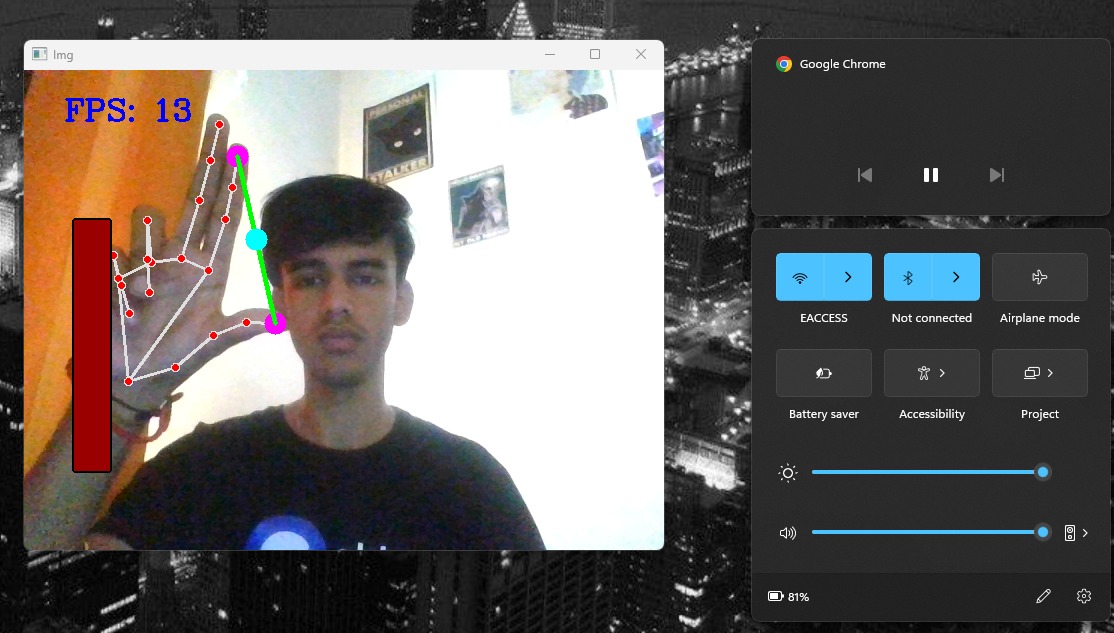 Img
FPS: 13
PERSONAL
STALKER
Google Chrome
EACCESS
Not connected
Airplane mode
Battery saver
Accessibility
Project
81%